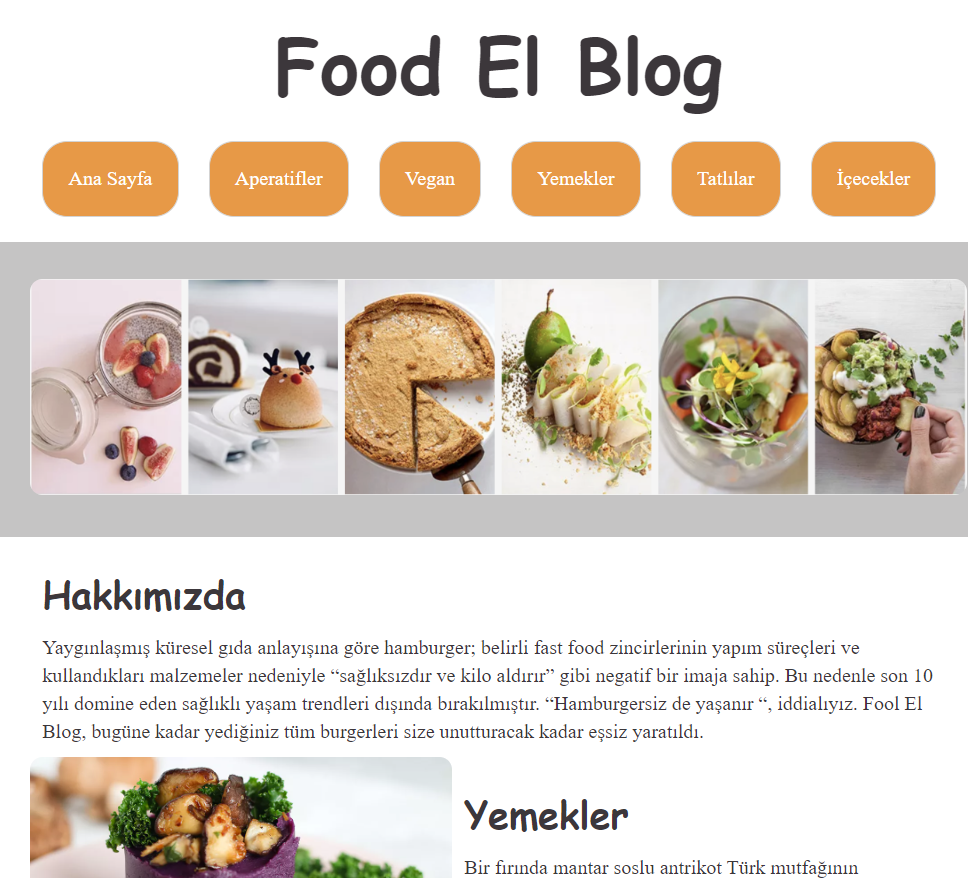 Food El Blog
Ana Sayfa
Aperatifler
Vegan
Yemekler
Tatlılar
İçecekler
Hakkımızda
Yaygınlaşmış küresel gıda anlayışına göre hamburger; belirli fast food zincirlerinin yapım süreçleri ve
kullandıkları malzemeler nedeniyle “sağlıksızdır ve kilo aldırır” gibi negatif bir imaja sahip. Bu nedenle son 10
yılı domine eden sağlıklı yaşam trendleri dışında bırakılmıştır. “Hamburgersiz de yaşanır “, iddialıyız. Fool El
Blog, bugüne kadar yediğiniz tüm burgerleri size unutturacak kadar eşsiz yaratıldı.
Yemekler
Bir fırında mantar soslu antrikot Türk mutfağının